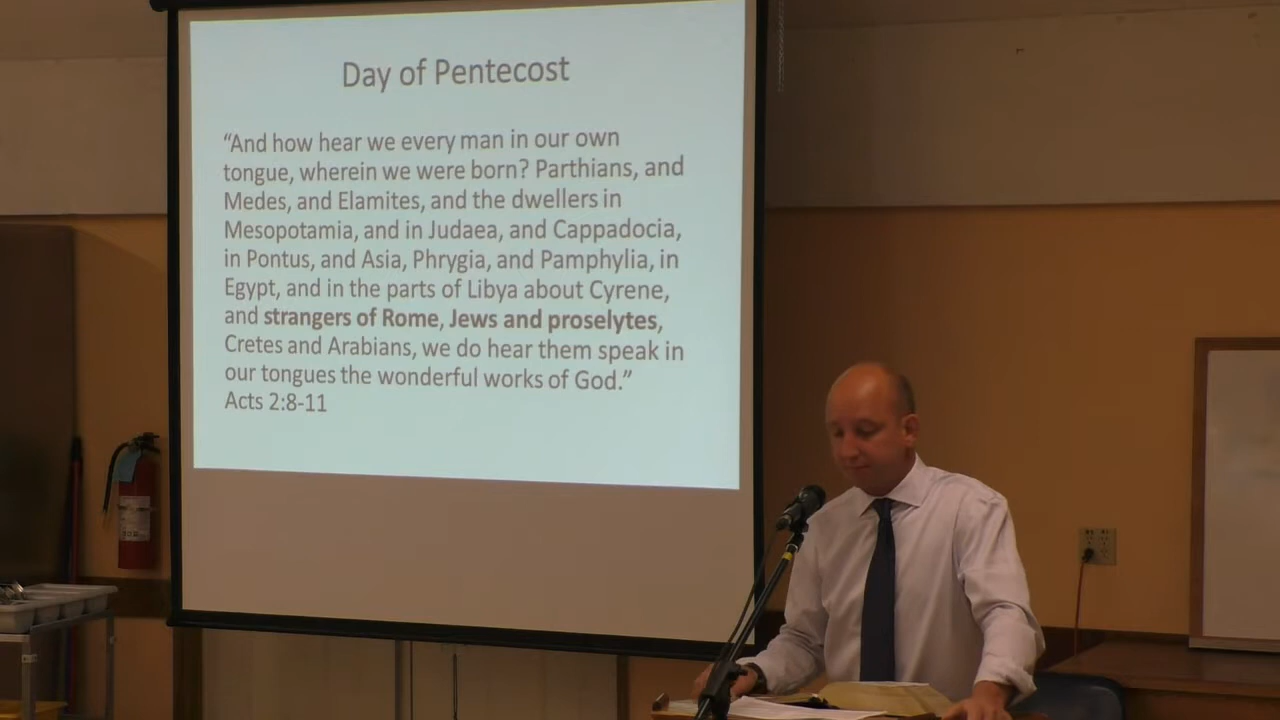 Day of Pentecost
“And how hear we every man in our own
tongue, wherein we were born? Parthians, and
Medes, and Elamites, and the dwellers in
Mesopotamia, and in Judaea, and Cappadocia,
in Pontus, and Asia, Phrygia, and Pamphylia, in
Egypt, and in the parts of Libya about Cyrene,
and strangers of Rome, Jews and proselytes,
Cretes and Arabians, we do hear them speak in
our tongues the wonderful works of God.”
Acts 2:8-11